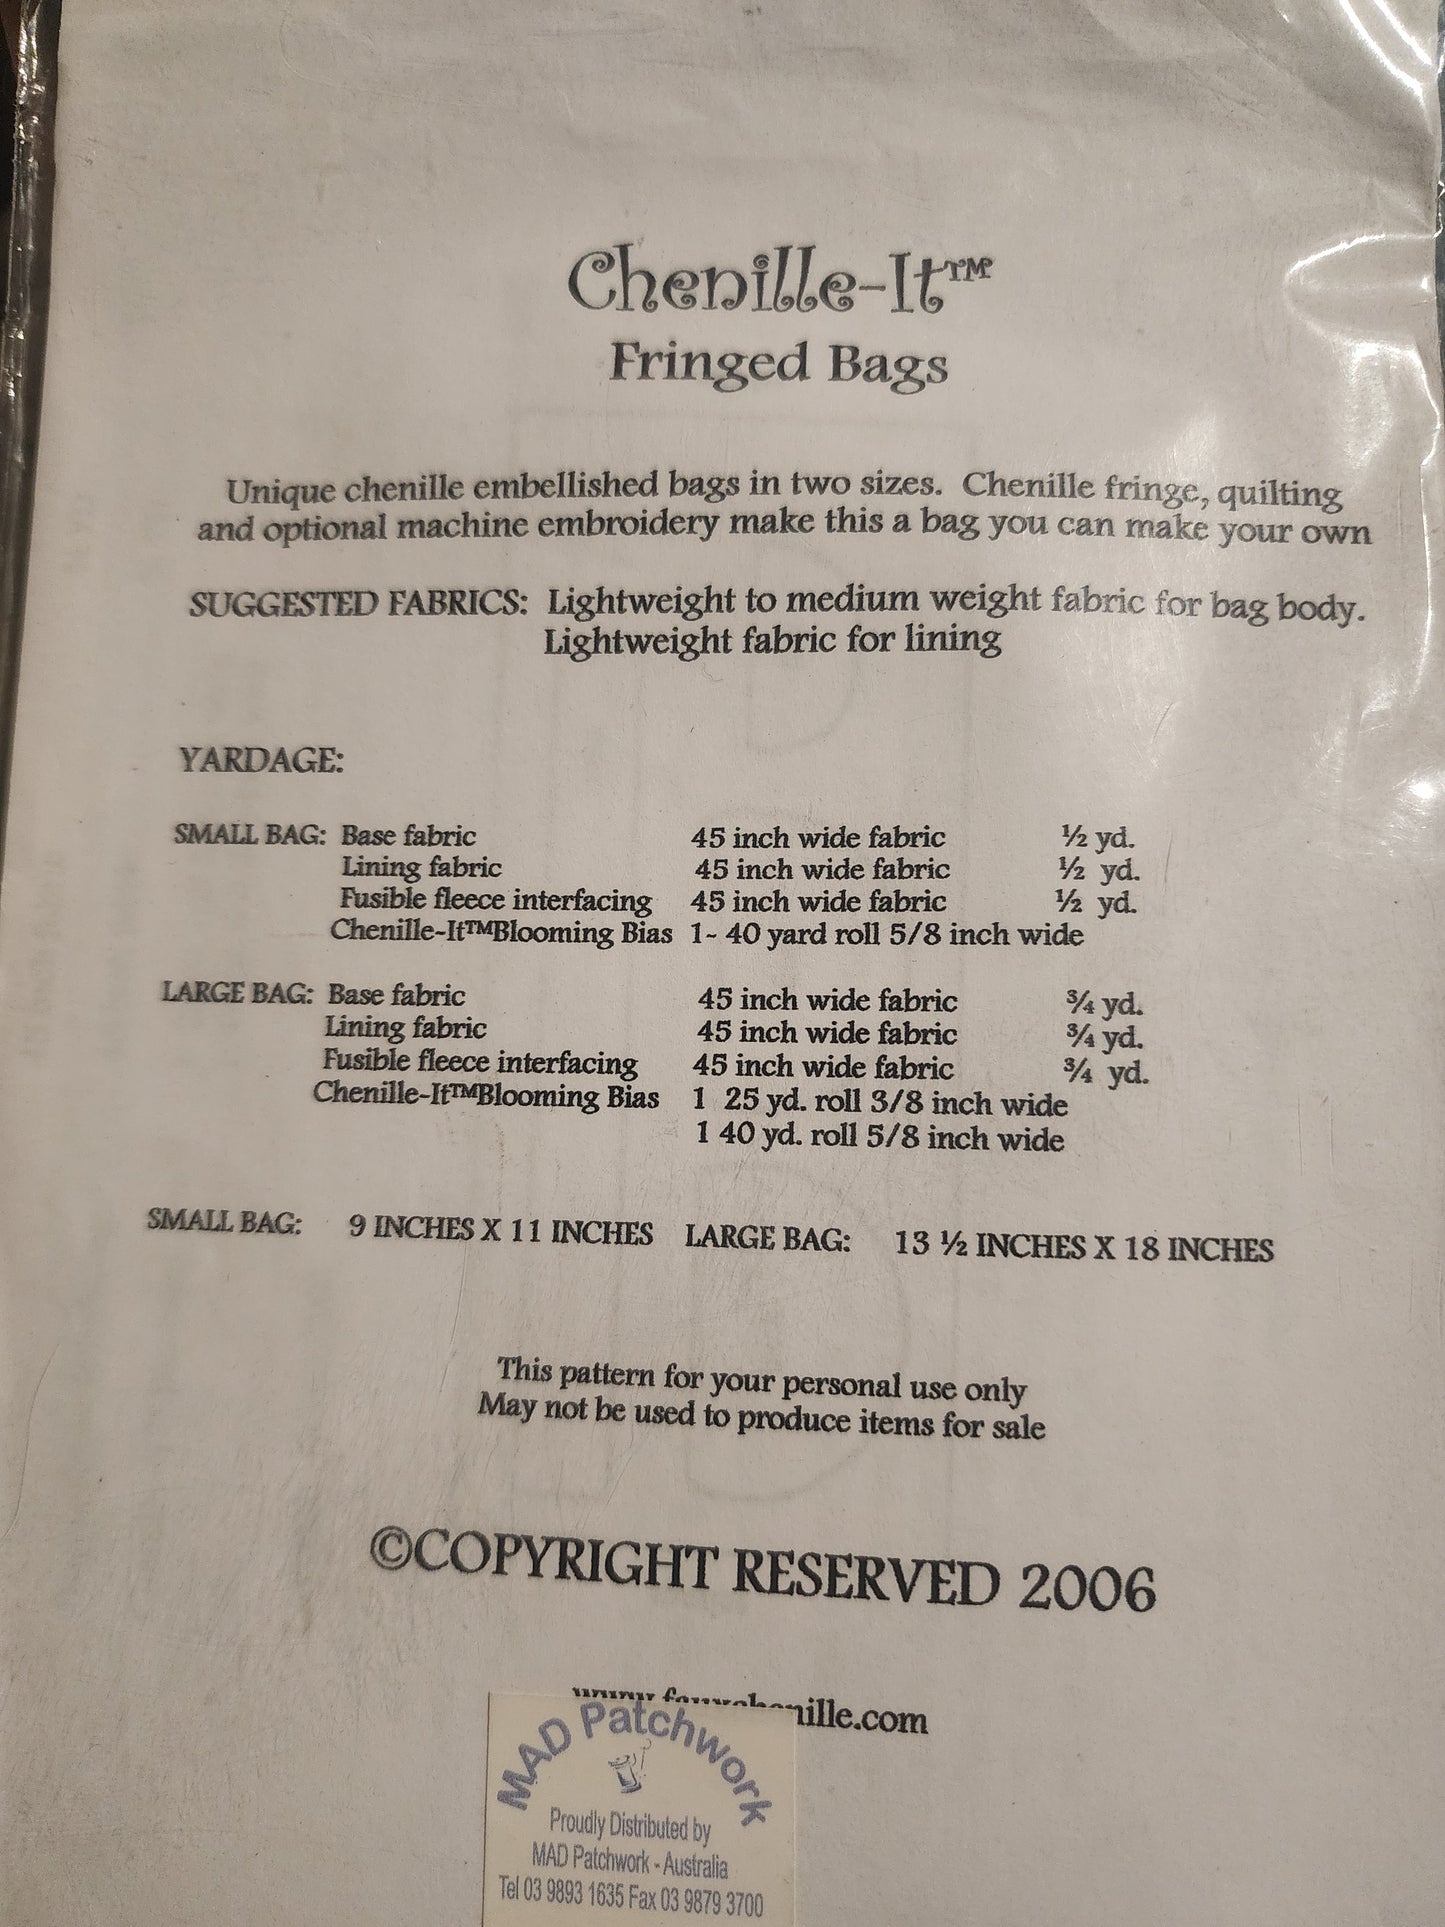 Chenille-It™
Fringed Bags
Unique chenille embellished bags in two sizes. Chenille fringe, quilting
and optional machine embroidery make this a bag you can make your own
SUGGESTED FABRICS: Lightweight to medium weight fabric for bag body.
Lightweight fabric for lining
YARDAGE:
SMALL BAG: Base fabric 45 inch wide fabric ½ yd.
Lining fabric 45 inch wide fabric ½ yd.
Fusible fleece interfacing 45 inch wide fabric ½ yd.
Chenille-It™Blooming Bias 1- 40 yard roll 5/8 inch wide
LARGE BAG: Base fabric 45 inch wide fabric ¾ yd.
Lining fabric 45 inch wide fabric ¾ yd.
Fusible fleece interfacing 45 inch wide fabric ¾ yd.
Chenille-It™Blooming Bias 1 25 yd. roll 3/8 inch wide
1 40 yd. roll 5/8 inch wide
SMALL BAG: 9 INCHES X 11 INCHES LARGE BAG: 13 ½ INCHES X 18 INCHES
This pattern for your personal use only
May not be used to produce items for sale
©COPYRIGHT RESERVED 2006
www.fauxchenille.com
MAD Patchwork
Proudly Distributed by
MAD Patchwork - Australia
Tel 03 9893 1635 Fax 03 9879 3700